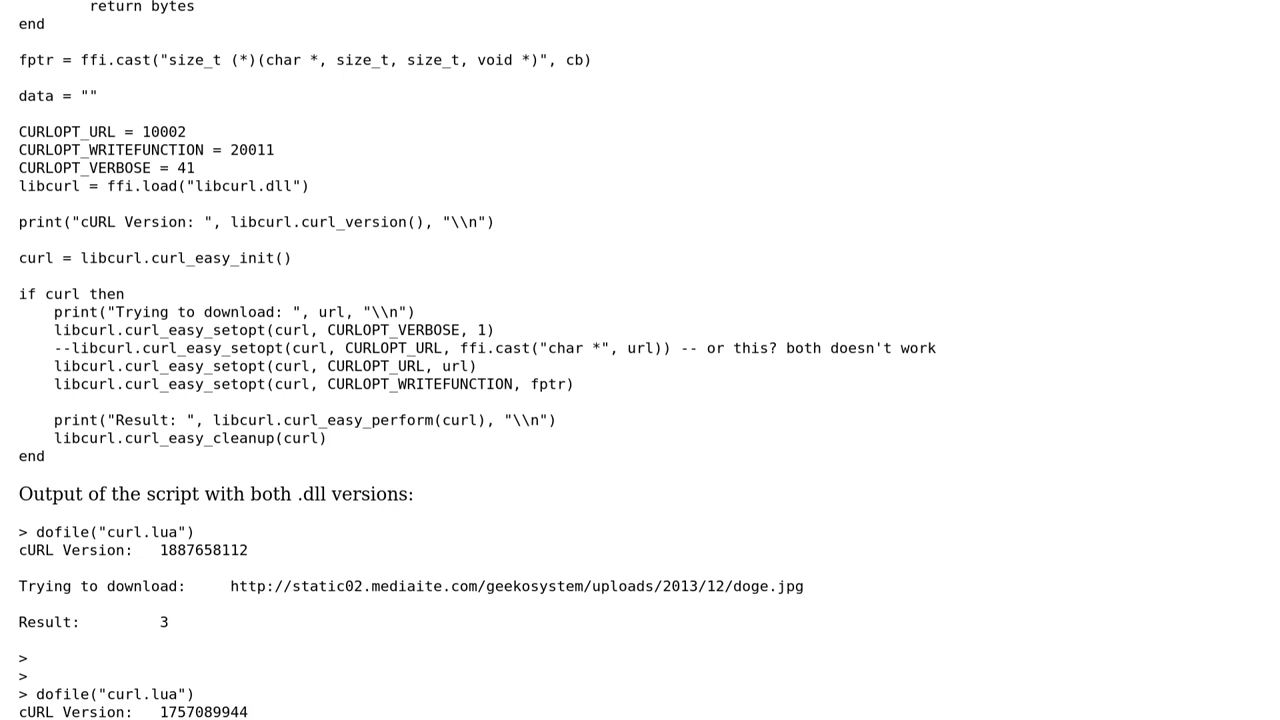 return bytes
end
fptr = ffi.cast("size_t (*)(char *, size_t, size_t, void *)", cb)
data = ""
CURLOPT_URL = 10002
CURLOPT_WRITEFUNCTION = 20011
CURLOPT_VERBOSE = 41
libcurl = ffi.load("libcurl.dll")
print("cURL Version: ", libcurl.curl_version(), "\\n")
curl = libcurl.curl_easy_init()
if curl then
    print("Trying to download: ", url, "\\n")
    libcurl.curl_easy_setopt(curl, CURLOPT_VERBOSE, 1)
    --libcurl.curl_easy_setopt(curl, CURLOPT_URL, ffi.cast("char *", url)) -- or this? both doesn't work
    libcurl.curl_easy_setopt(curl, CURLOPT_URL, url)
    libcurl.curl_easy_setopt(curl, CURLOPT_WRITEFUNCTION, fptr)
    print("Result: ", libcurl.curl_easy_perform(curl), "\\n")
    libcurl.curl_easy_cleanup(curl)
end
Output of the script with both .dll versions:
> dofile("curl.lua")
cURL Version:   1887658112
Trying to download:     http://static02.mediaite.com/geekosystem/uploads/2013/12/doge.jpg
Result:         3
>
>
> dofile("curl.lua")
cURL Version:   1757089944